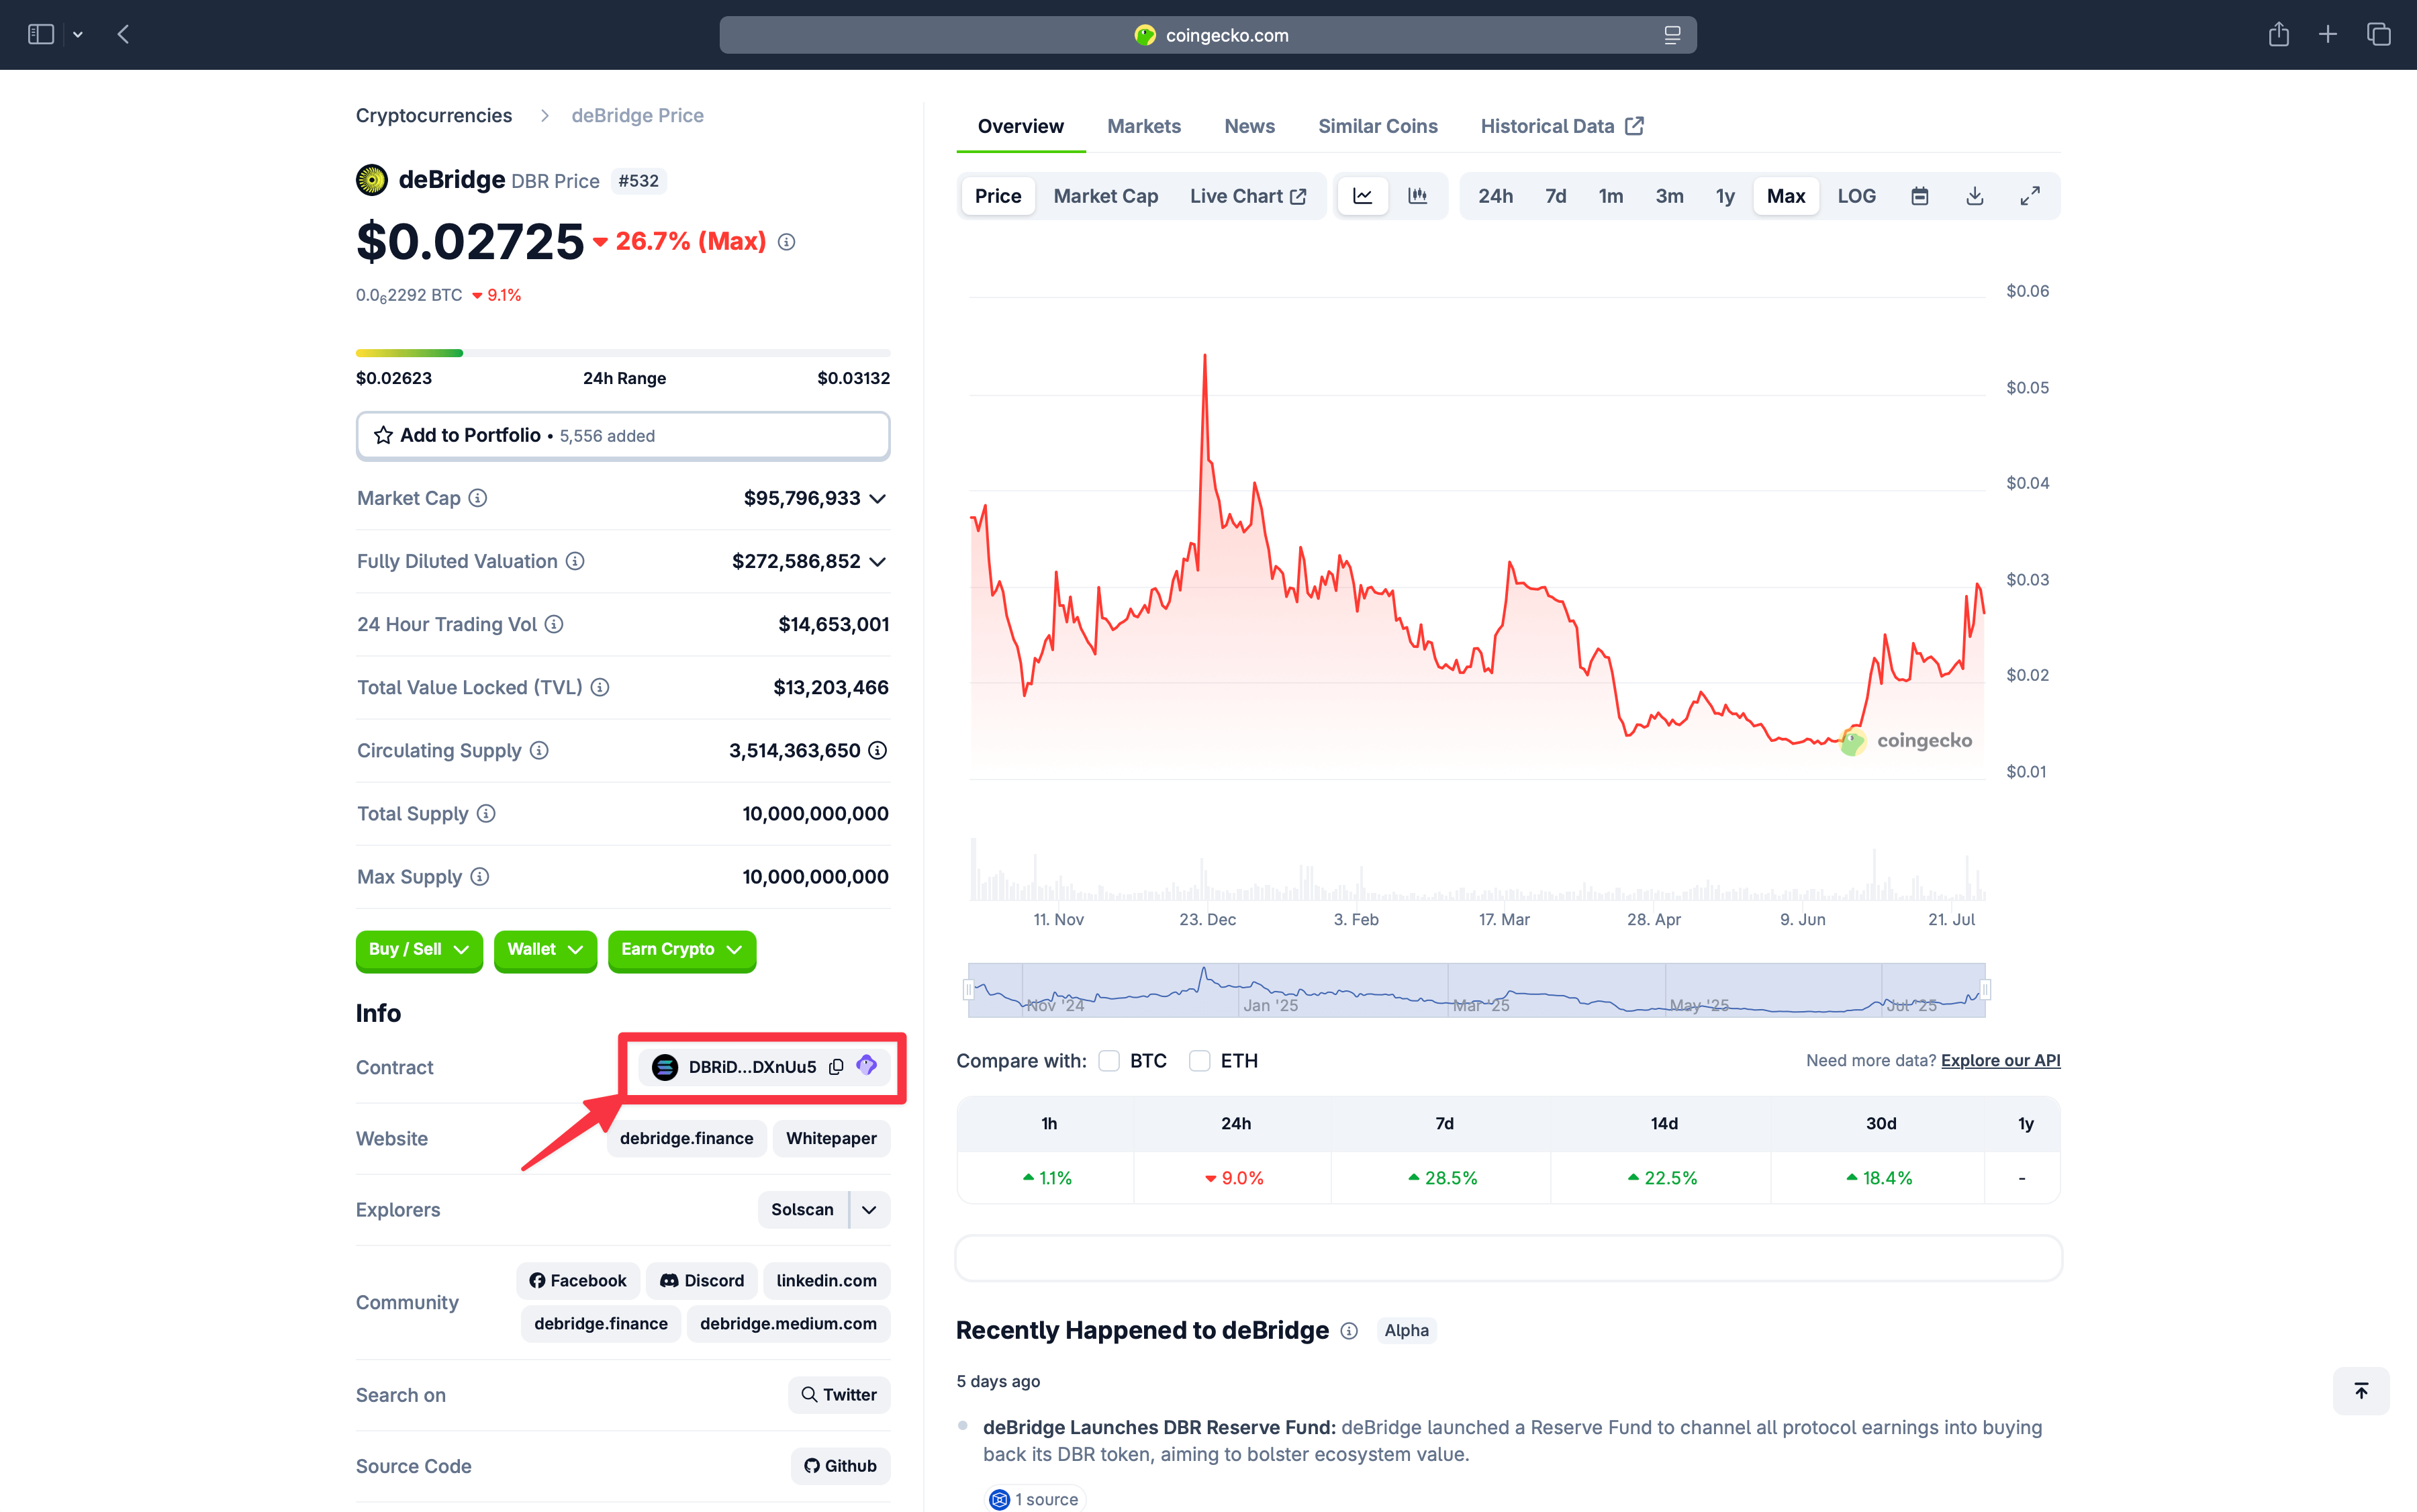 coingecko.com
Cryptocurrencies > deBridge Price
deBridge DBR Price #532
$0.02725 26.7% (Max)
0.0₆2292 BTC 9.1%
$0.02623 24h Range $0.03132
Add to Portfolio • 5,556 added
Market Cap $95,796,933
Fully Diluted Valuation $272,586,852
24 Hour Trading Vol $14,653,001
Total Value Locked (TVL) $13,203,466
Circulating Supply 3,514,363,650
Total Supply 10,000,000,000
Max Supply 10,000,000,000
Buy / Sell Wallet Earn Crypto
Info
Contract DBRiD...DXnUu5
Website debridge.finance Whitepaper
Explorers Solscan
Community Facebook Discord linkedin.com
debridge.finance debridge.medium.com
Search on Twitter
Source Code Github
Overview Markets News Similar Coins Historical Data
Price Market Cap Live Chart 24h 7d 1m 3m 1y Max LOG
$0.06
$0.05
$0.04
$0.03
$0.02
coingecko
$0.01
11. Nov 23. Dec 3. Feb 17. Mar 28. Apr 9. Jun 21. Jul
Nov '24 Jan '25 Mar '25 May '25 Jul '25
Compare with: BTC ETH Need more data? Explore our API
1h 24h 7d 14d 30d 1y
1.1% 9.0% 28.5% 22.5% 18.4% -
Recently Happened to deBridge Alpha
5 days ago
deBridge Launches DBR Reserve Fund: deBridge launched a Reserve Fund to channel all protocol earnings into buying
back its DBR token, aiming to bolster ecosystem value.
1 source